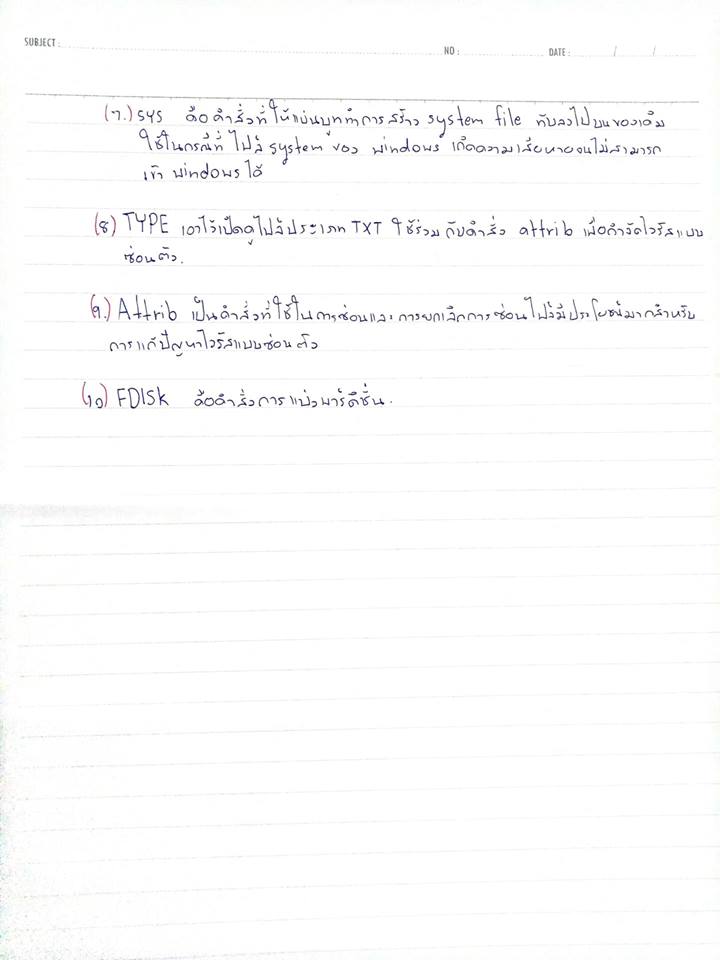 SUBJECT :
NO :
DATE : / /
(7.) SYS คือคำสั่งที่ให้แผ่นบูททำการสร้าง system file ทับลงไปบนของเดิม
ใช้ในกรณีที่ไฟล์ system ของ windows เกิดความเสียหายจนไม่สามารถ
เข้า windows ได้
(8) TYPE เอาไว้เปิดดูไฟล์ประเภท TXT ใช้ร่วมกับคำสั่ง attrib เพื่อกำจัดไวรัสแบบ
ซ่อนตัว.
(9.) Attrib เป็นคำสั่งที่ใช้ในการซ่อนและการยกเลิกการซ่อนไฟล์มีประโยชน์มากสำหรับ
การแก้ปัญหาไวรัสแบบซ่อนตัว
(10) FDISK คือคำสั่งการแบ่งพาร์ติชั่น.